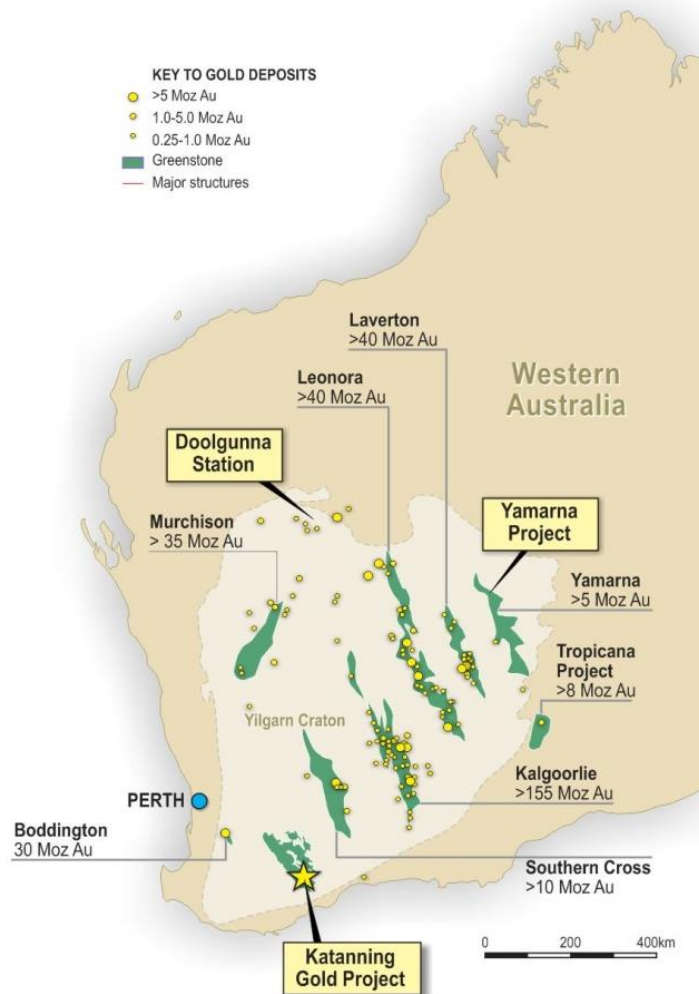 KEY TO GOLD DEPOSITS
>5 Moz Au
1.0-5.0 Moz Au
0.25-1.0 Moz Au
Greenstone
Major structures
Laverton
>40 Moz Au
Leonora
>40 Moz Au
Western
Australia
Doolgunna
Station
Murchison
> 35 Moz Au
Yamarna
Project
Yamarna
>5 Moz Au
Tropicana
Project
>8 Moz Au
Yilgarn Craton
PERTH
Kalgoorlie
>155 Moz Au
Boddington
30 Moz Au
Southern Cross
>10 Moz Au
Katanning
Gold Project
0 200 400km